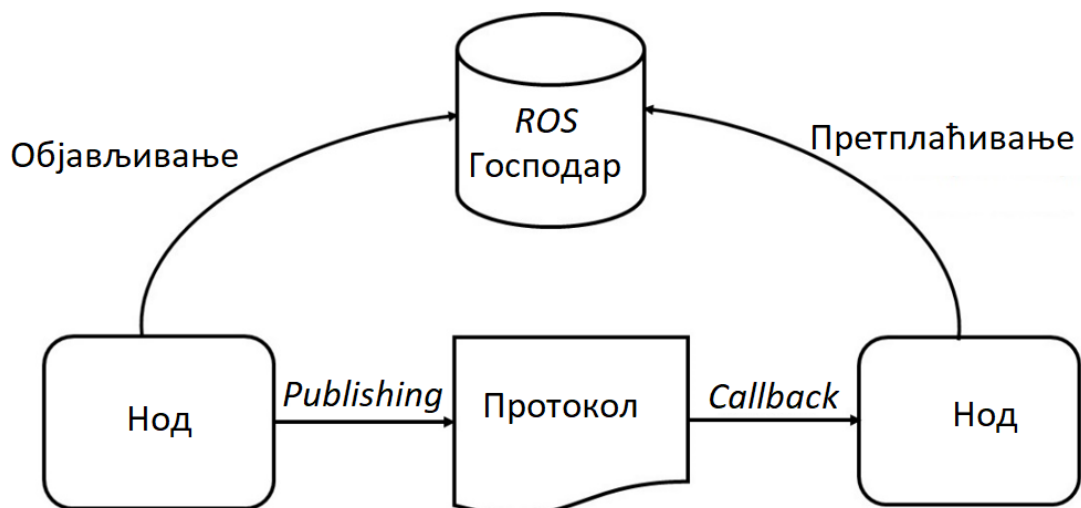 ROS
Господар
Објављивање
Претплаћивање
Нод
Publishing
Протокол
Callback
Нод